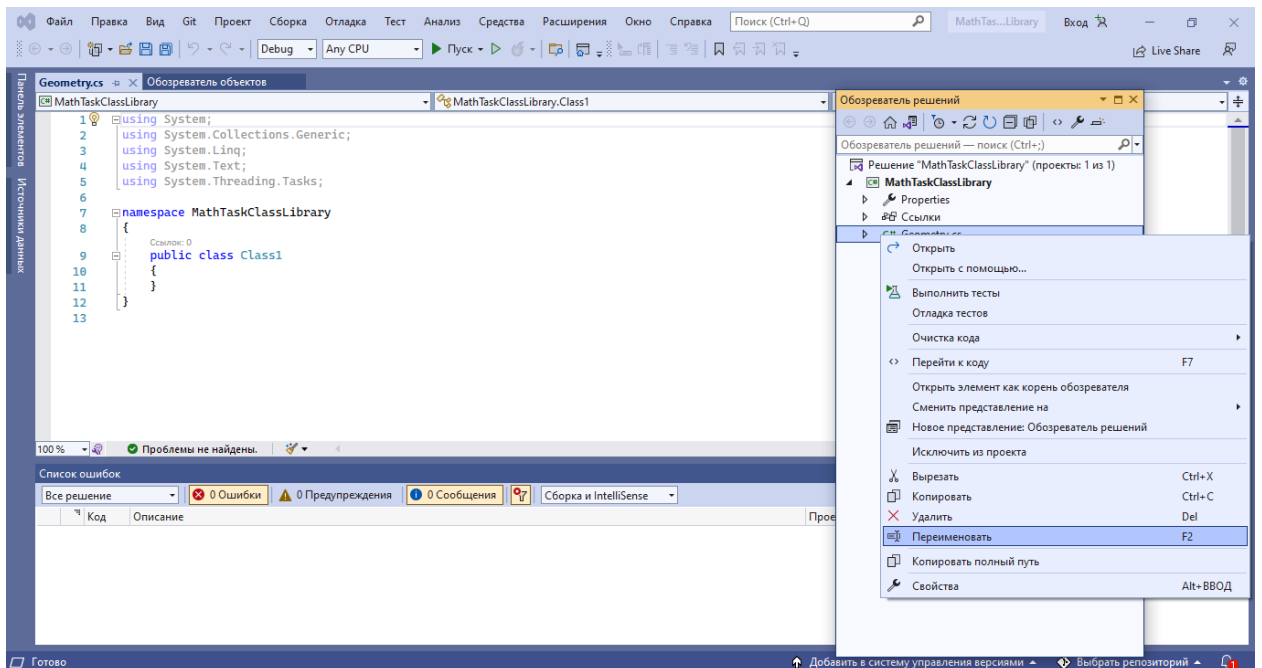 Файл Правка Вид Git Проект Сборка Отладка Тест Анализ Средства Расширения Окно Справка Поиск (Ctrl+Q) MathTas...Library Вход
Debug Any CPU Пуск Live Share
Панель элементов
Источники данных
Geometry.cs Обозреватель объектов
MathTaskClassLibrary MathTaskClassLibrary.Class1
1 using System;
2 using System.Collections.Generic;
3 using System.Linq;
4 using System.Text;
5 using System.Threading.Tasks;
6
7 namespace MathTaskClassLibrary
8 {
Ссылок: 0
9 public class Class1
10 {
11 }
12 }
13
100 % Проблемы не найдены.
Список ошибок
Все решение 0 Ошибки 0 Предупреждения 0 Сообщения Сборка и IntelliSense
Код Описание Прое
Обозреватель решений
Обозреватель решений — поиск (Ctrl+;)
Решение "MathTaskClassLibrary" (проекты: 1 из 1)
MathTaskClassLibrary
Properties
Ссылки
C# Geometry.cs
Открыть
Открыть с помощью...
Выполнить тесты
Отладка тестов
Очистка кода
Перейти к коду F7
Открыть элемент как корень обозревателя
Сменить представление на
Новое представление: Обозреватель решений
Исключить из проекта
Вырезать Ctrl+X
Копировать Ctrl+C
Удалить Del
Переименовать F2
Копировать полный путь
Свойства Alt+ВВОД
Готово Добавить в систему управления версиями Выбрать репозиторий 1